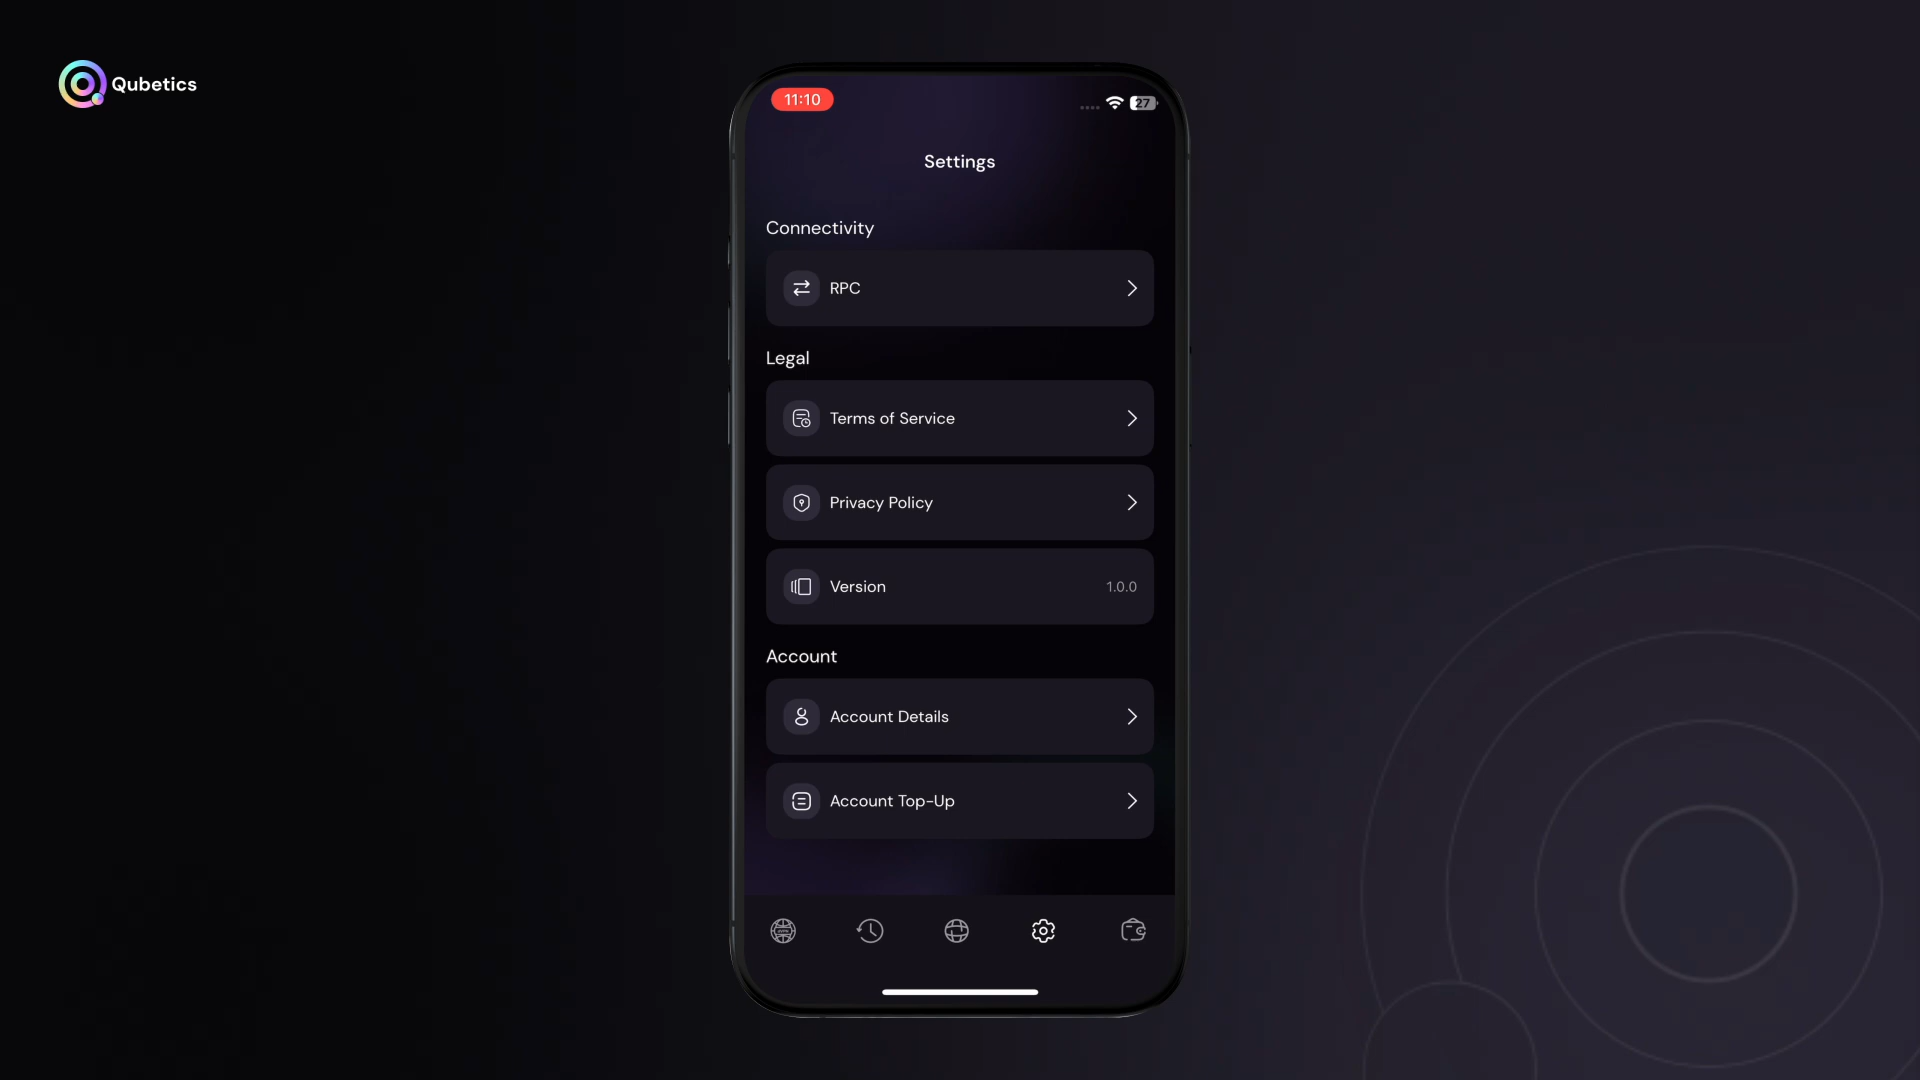 Qubetics
11:10
27
Settings
Connectivity
RPC
Legal
Terms of Service
Privacy Policy
Version 1.0.0
Account
Account Details
Account Top-Up